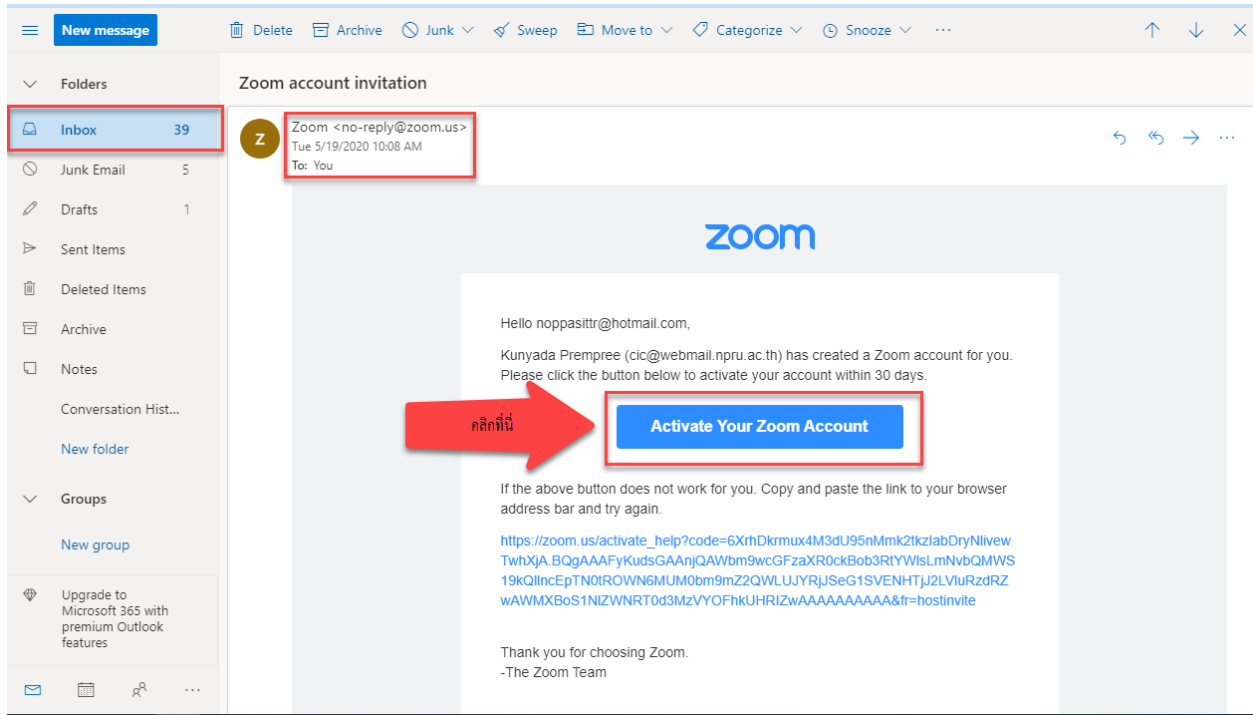 New message
Delete Archive Junk Sweep Move to Categorize Snooze
Folders
Inbox 39
Junk Email 5
Drafts 1
Sent Items
Deleted Items
Archive
Notes
Conversation Hist...
New folder
Groups
New group
Upgrade to
Microsoft 365 with
premium Outlook
features
Zoom account invitation
Z
Zoom <no-reply@zoom.us>
Tue 5/19/2020 10:08 AM
To: You
zoom
Hello noppasittr@hotmail.com,
Kunyada Prempree (cic@webmail.npru.ac.th) has created a Zoom account for you.
Please click the button below to activate your account within 30 days.
คลิกที่นี่
Activate Your Zoom Account
If the above button does not work for you. Copy and paste the link to your browser
address bar and try again.
https://zoom.us/activate_help?code=
&fr=hostinvite
Thank you for choosing Zoom.
-The Zoom Team